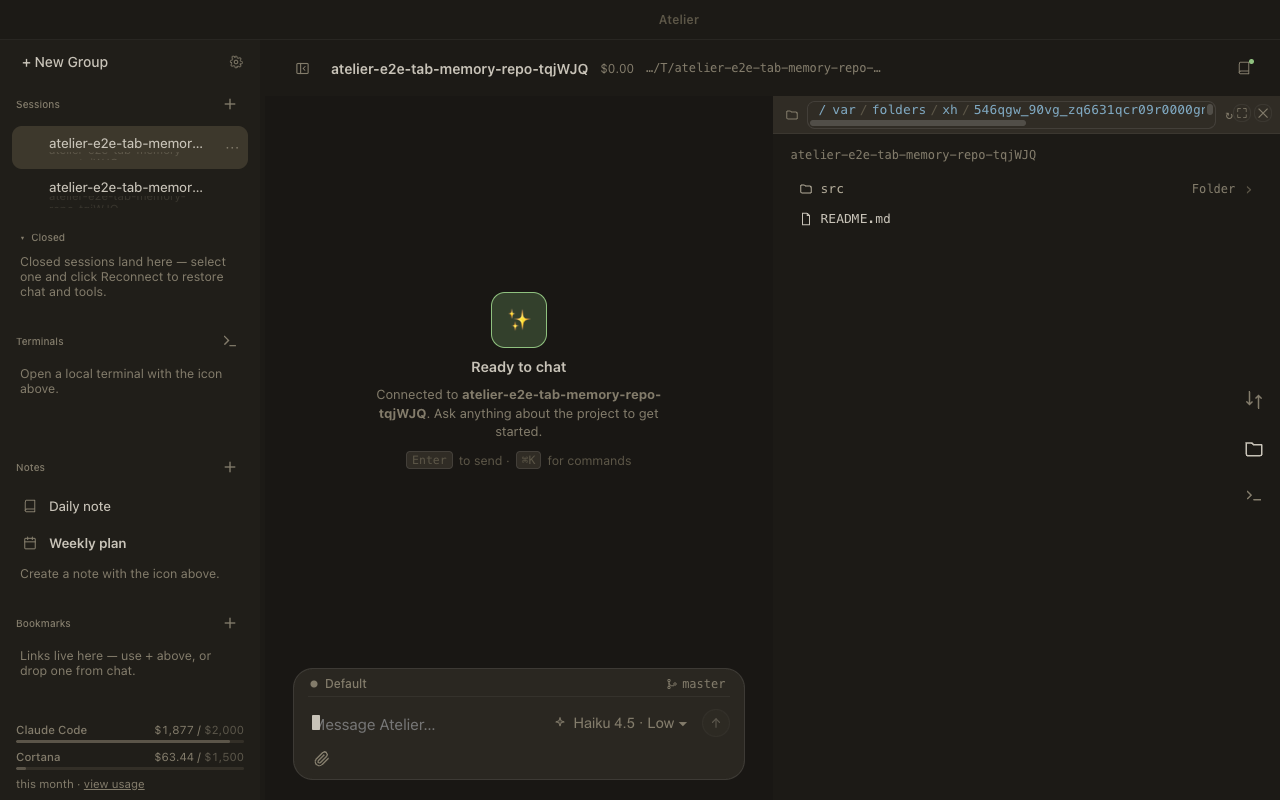 Atelier
+ New Group
Sessions
atelier-e2e-tab-memor...
...
atelier-e2e-tab-memor...
Closed
Closed sessions land here — select
one and click Reconnect to restore
chat and tools.
Terminals
Open a local terminal with the icon
above.
Notes
Daily note
Weekly plan
Create a note with the icon above.
Bookmarks
Links live here — use + above, or
drop one from chat.
Claude Code $1,877 / $2,000
Cortana $63.44 / $1,500
this month · view usage
atelier-e2e-tab-memory-repo-tqjWJQ $0.00 …/T/atelier-e2e-tab-memory-repo-…
Ready to chat
Connected to atelier-e2e-tab-memory-repo-
tqjWJQ. Ask anything about the project to get
started.
Enter to send · ⌘K for commands
Default master
Message Atelier...
Haiku 4.5 · Low
/ var / folders / xh / 546qgw_90vg_zq6631qcr09r0000gr
atelier-e2e-tab-memory-repo-tqjWJQ
src Folder
README.md